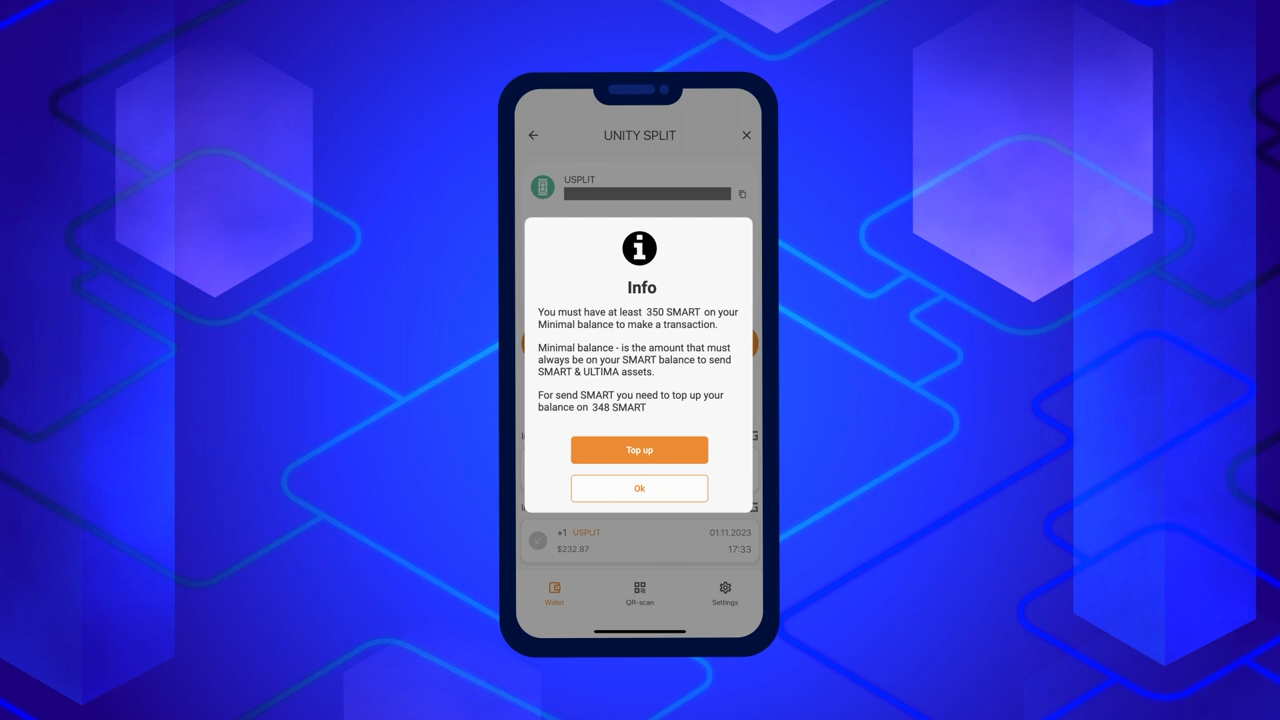 UNITY SPLIT
USPLIT
Info
You must have at least 350 SMART on your
Minimal balance to make a transaction.
Minimal balance - is the amount that must
always be on your SMART balance to send
SMART & ULTIMA assets.
For send SMART you need to top up your
balance on 348 SMART
Top up
Ok
+1 USPLIT 01.11.2023
$232.87 17:33
Wallet QR-scan Settings